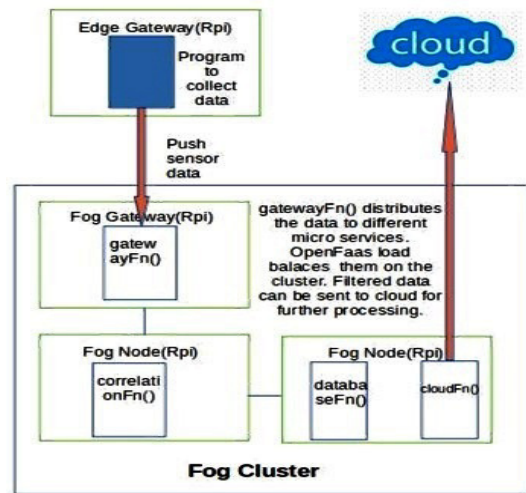 Edge Gateway(Rpi)
Program
to
collect
data
cloud
Push
sensor
data
Fog Gateway(Rpi)
gatew
ayFn()
gatewayFn() distributes
the data to different
micro services.
OpenFaas load
balaces them on the
cluster. Filtered data
can be sent to cloud for
further processing.
Fog Node(Rpi)
correlati
onFn()
Fog Node(Rpi)
databa
seFn()
cloudFn()
Fog Cluster